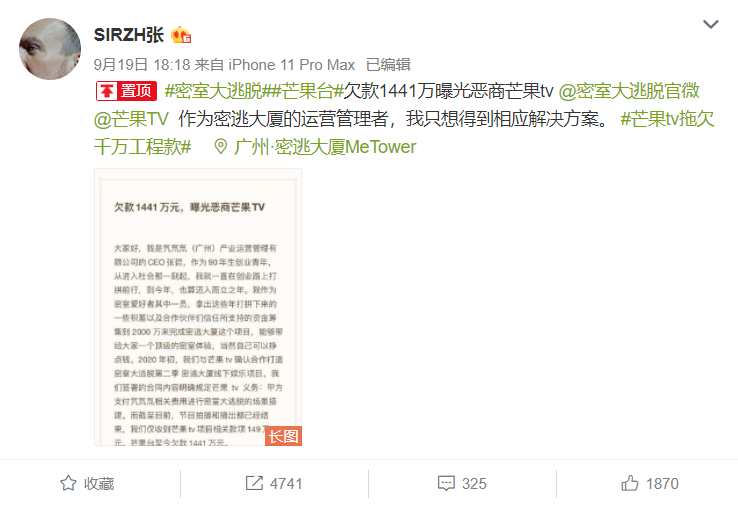 SIRZH张
9月19日 18:18 来自 iPhone 11 Pro Max 已编辑
置顶 #密室大逃脱##芒果台#欠款1441万曝光恶商芒果tv @密室大逃脱官微
@芒果TV 作为密逃大厦的运营管理者，我只想得到相应解决方案。 #芒果tv拖欠
千万工程款# 广州·密逃大厦MeTower
欠款1441万元，曝光恶商芒果TV
大家好，我是氕氘氚（广州）产业运营管理有
限公司的CEO张哲，作为90年生创业青年，
从进入社会那一刻起，我就一直在创业路上打
拼前行，到今年，也算迈入而立之年。我作为
密室爱好者其中一员，拿出这些年打拼下来的
一些积蓄以及合作伙伴们信任所支持的资金筹
集到2000万来完成密逃大厦这个项目，能够带
给大家一个顶级的密室体验，当然自己可以挣
点钱。2020年初，我们与芒果tv确认合作打造
密室大逃脱第二季 密逃大厦线下娱乐项目。我
们签署的合同内容明确规定芒果 tv 义务：甲方
支付氕氘氚相关费用进行密室大逃脱的场景搭
建。而截至目前，节目拍摄和播出都已经结
束，我们仅收到芒果tv项目相关款项149万
元。芒果台至今欠款1441万元。
长图
收藏
4741
325
1870